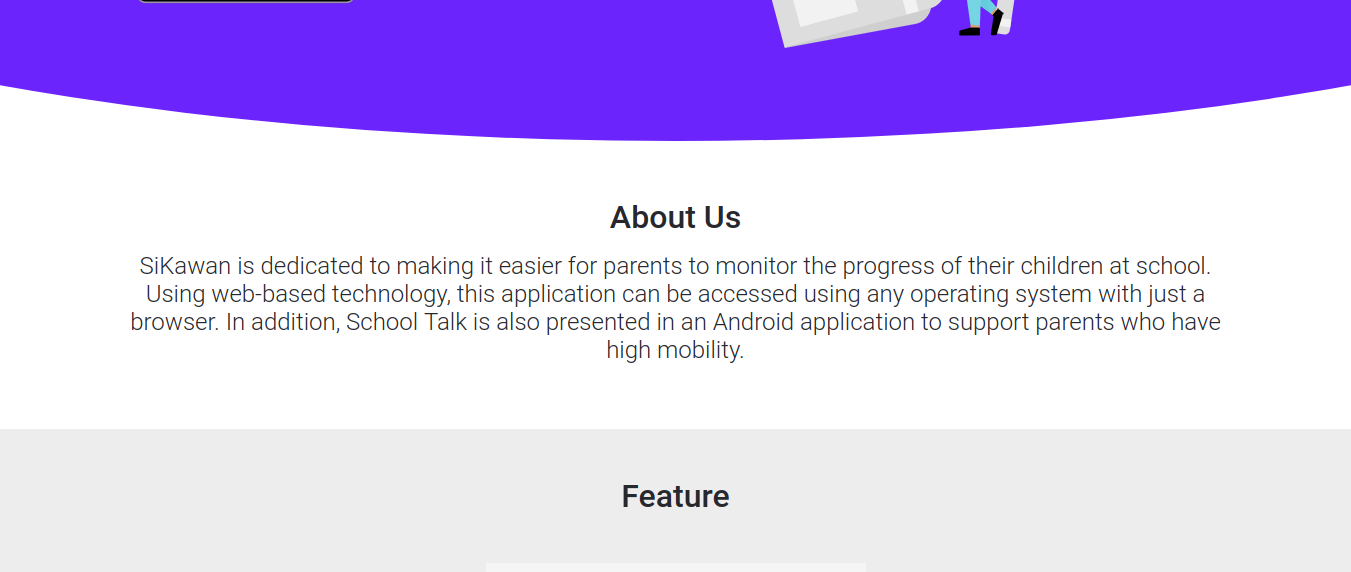 About Us
SiKawan is dedicated to making it easier for parents to monitor the progress of their children at school.
Using web-based technology, this application can be accessed using any operating system with just a
browser. In addition, School Talk is also presented in an Android application to support parents who have
high mobility.
Feature